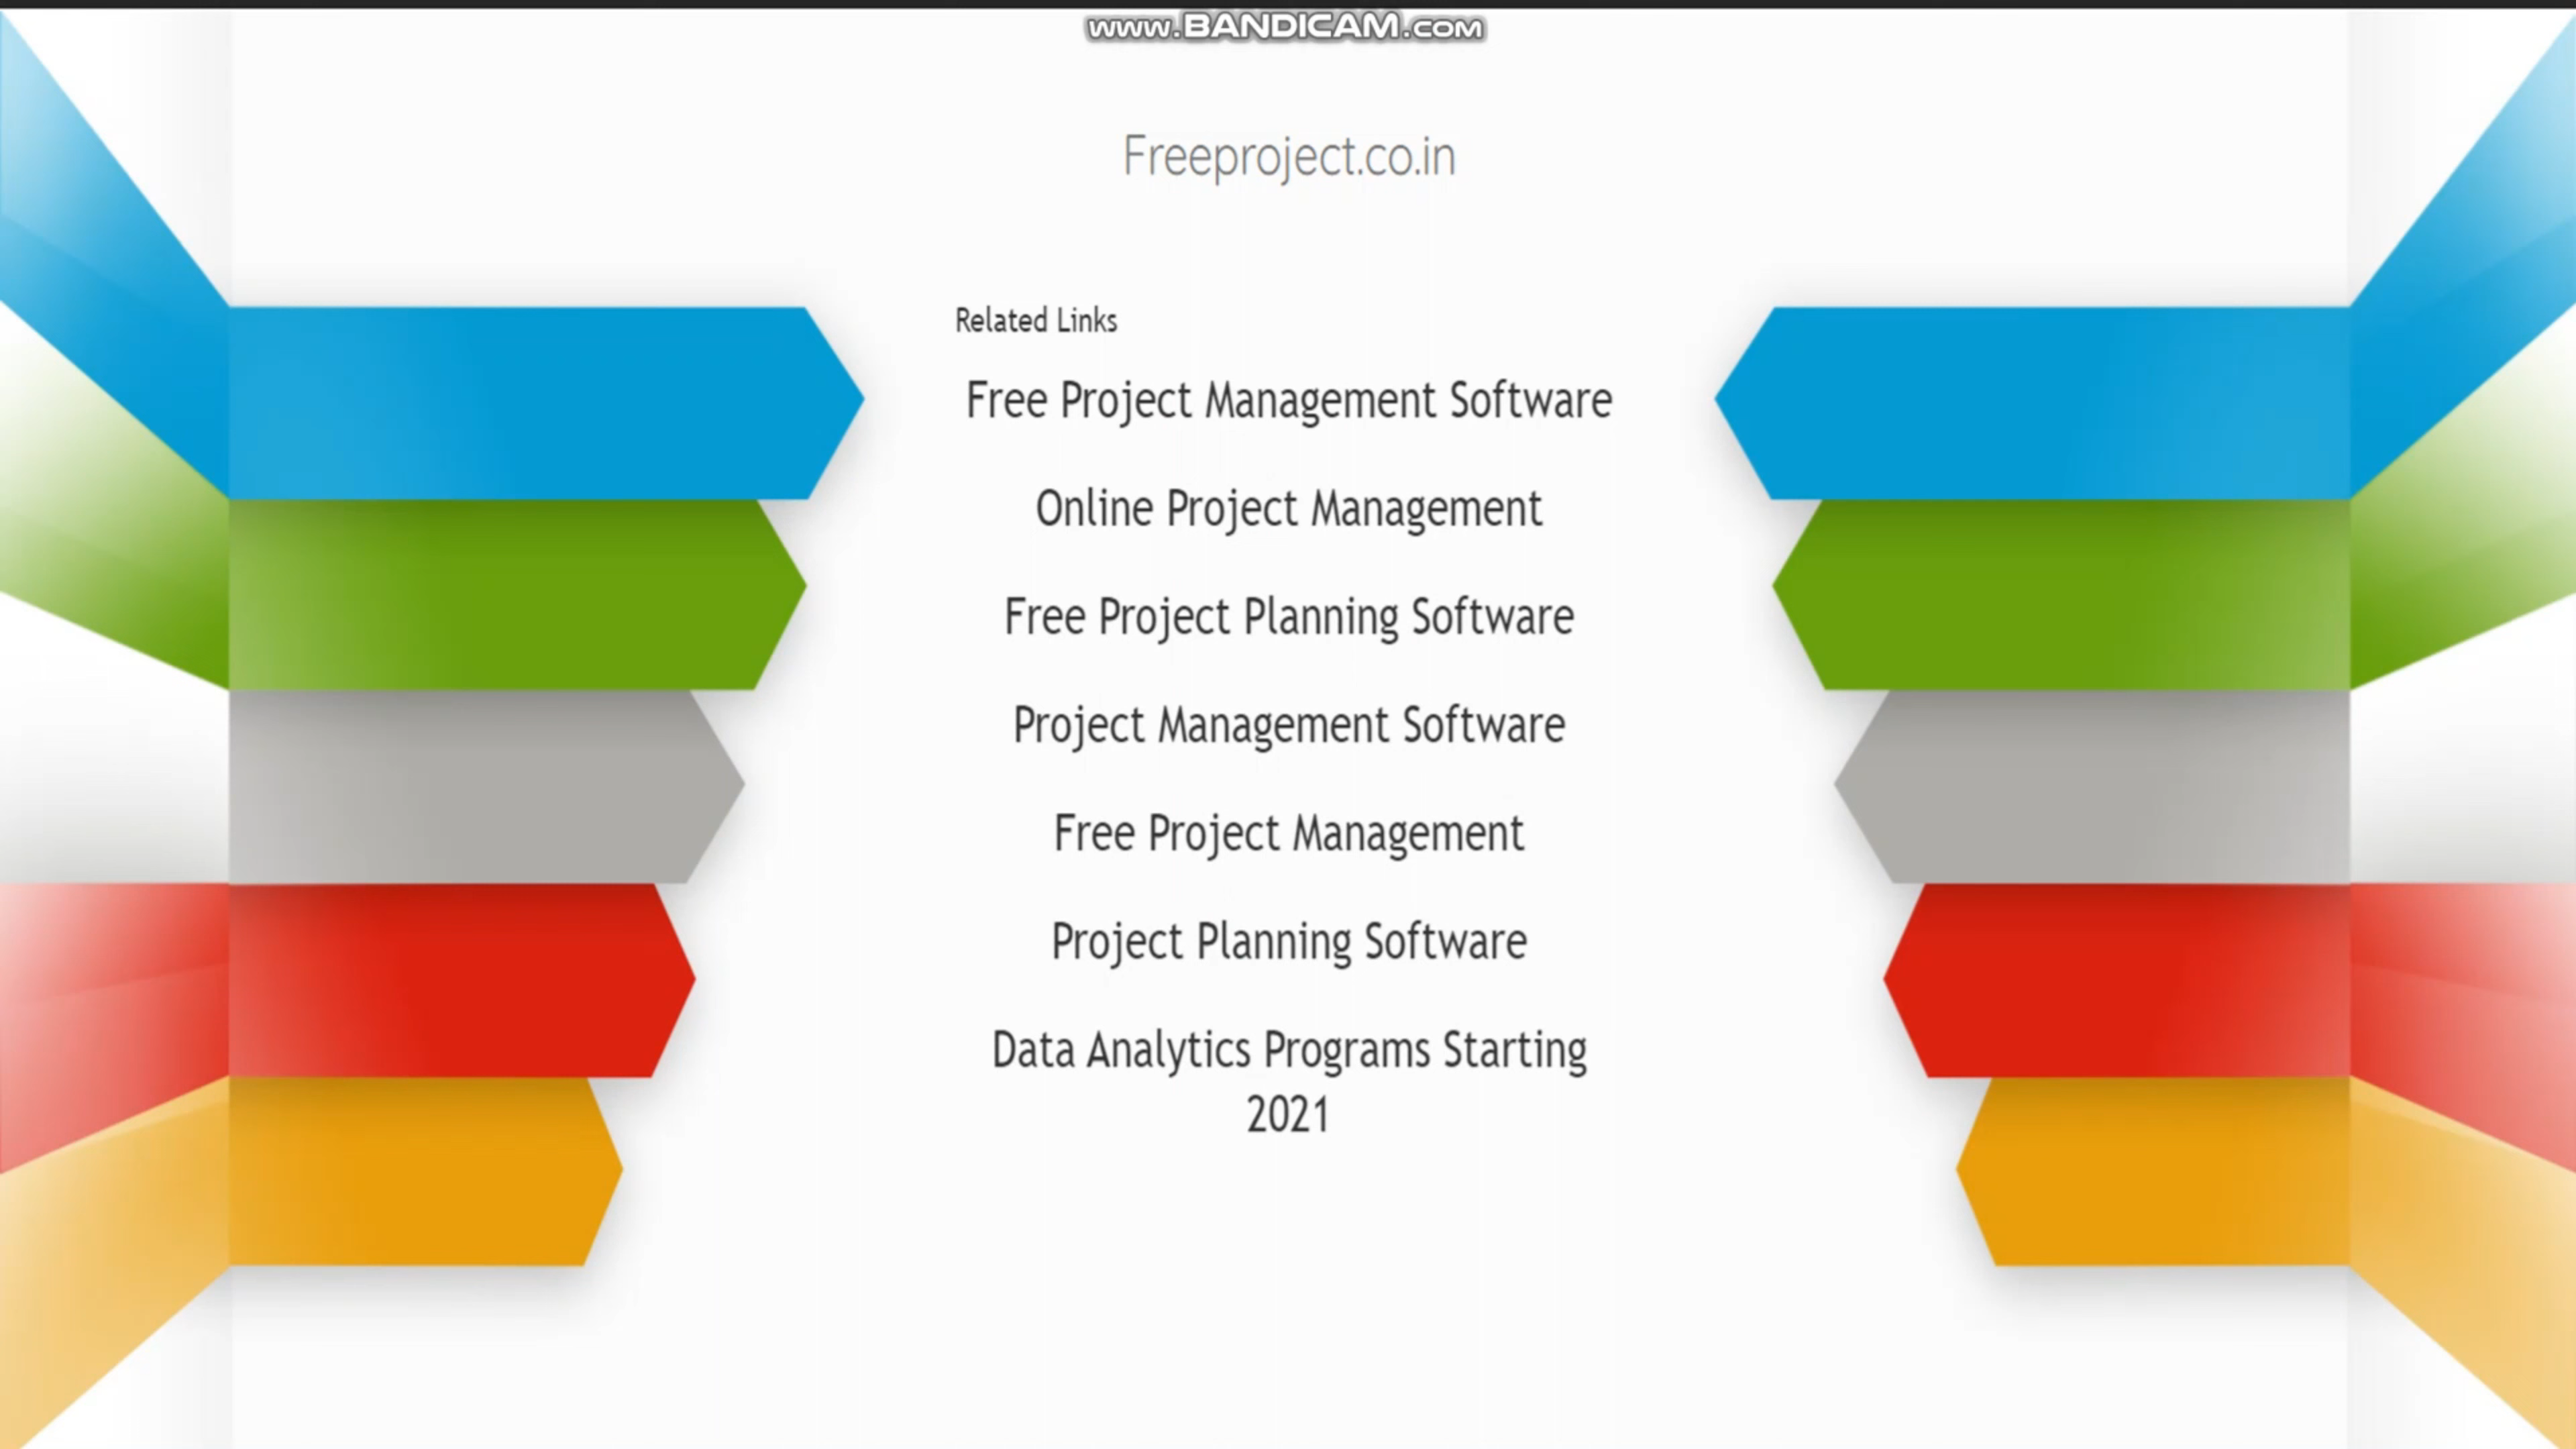 www.BANDICAM.com
Freeproject.co.in
Related Links
Free Project Management Software
Online Project Management
Free Project Planning Software
Project Management Software
Free Project Management
Project Planning Software
Data Analytics Programs Starting
2021